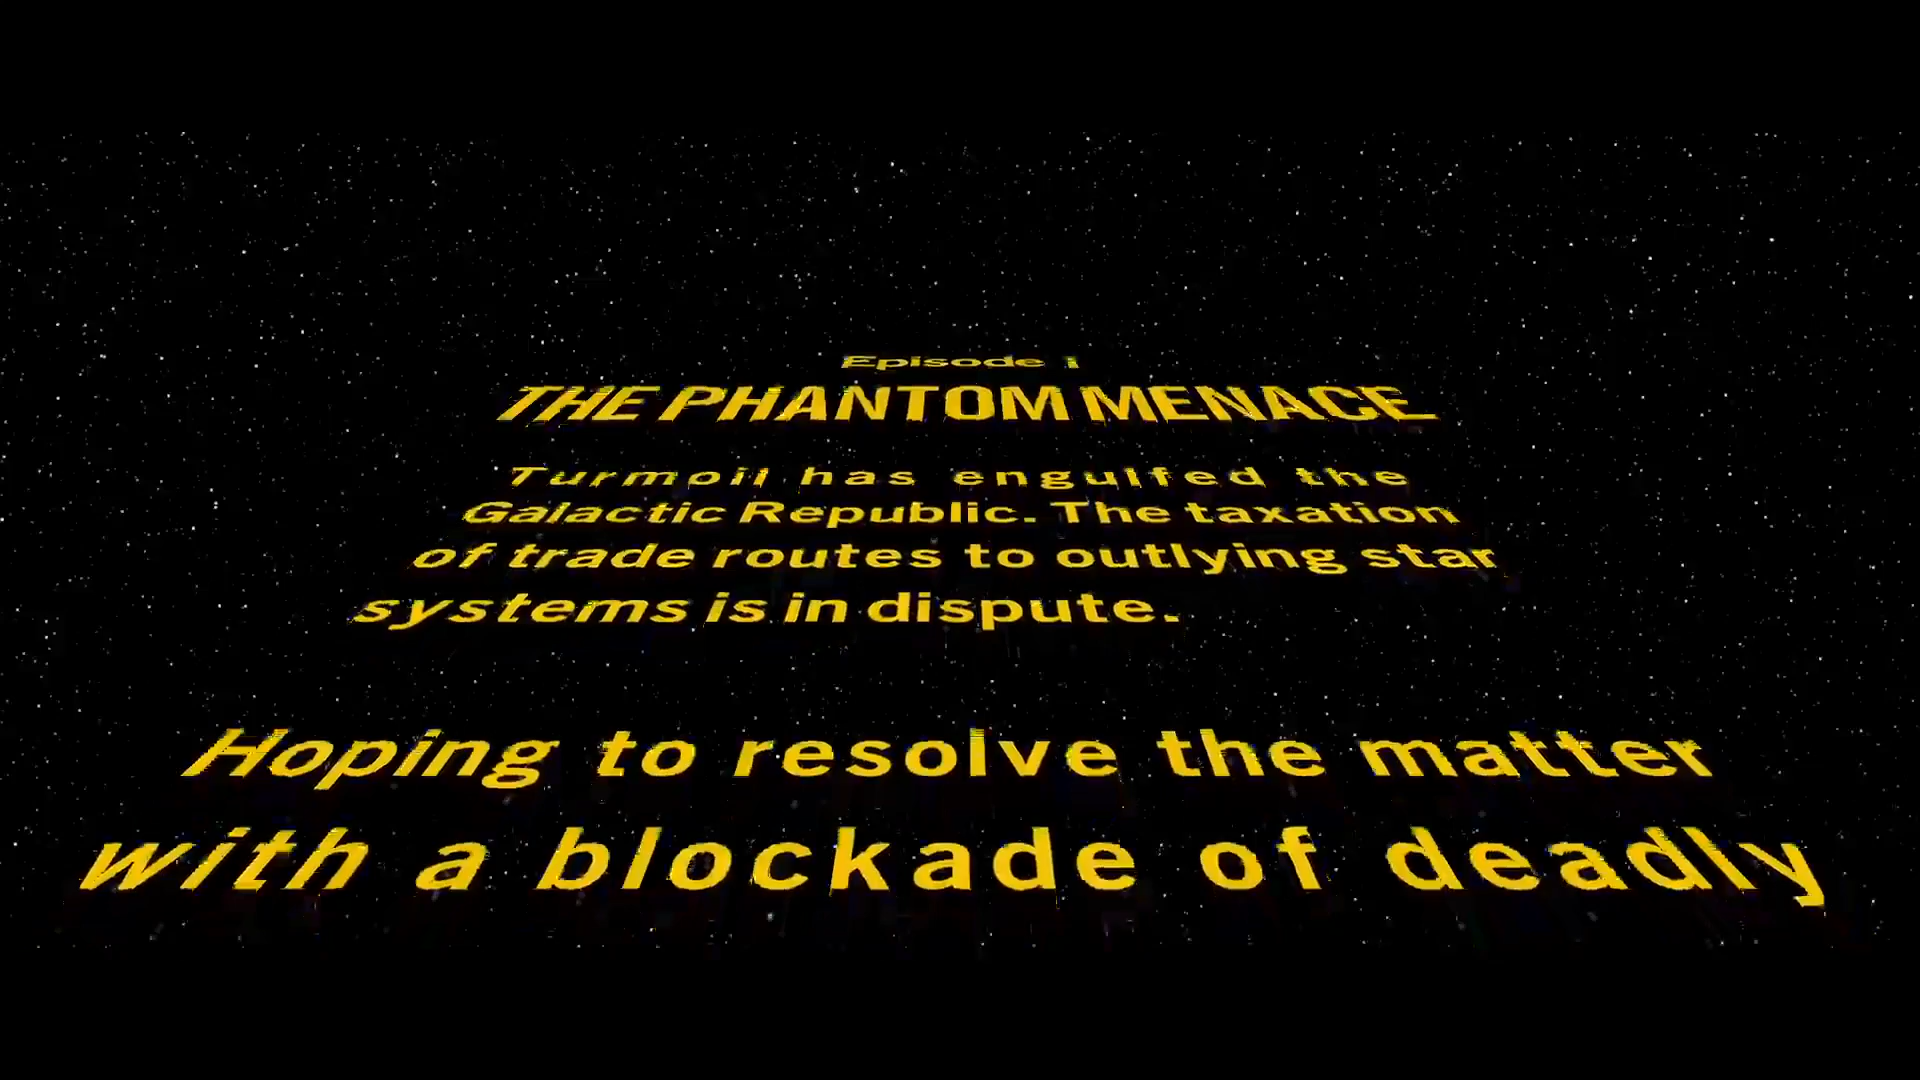 Episode I
THE PHANTOM MENACE
Turmoil has engulfed the
Galactic Republic. The taxation
of trade routes to outlying star
systems is in dispute.
Hoping to resolve the matter
with a blockade of deadly